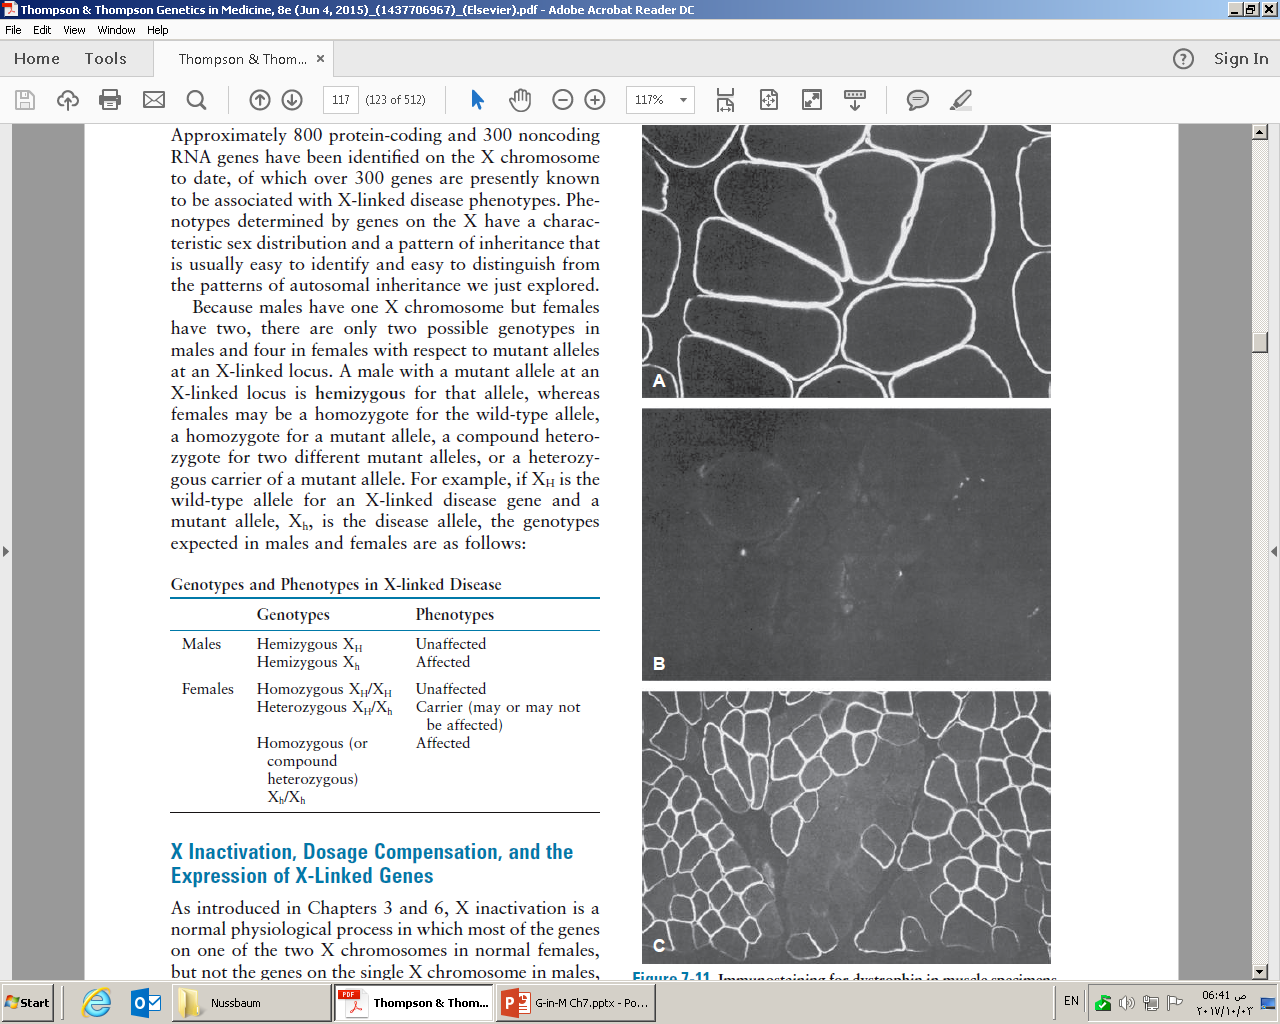 Thompson & Thompson Genetics in Medicine, 8e (Jun 4, 2015)_(1437706967)_(Elsevier).pdf - Adobe Acrobat Reader DC
File Edit View Window Help
Home Tools Thompson & Thom... × ? Sign In
117 (123 of 512) 117%
Approximately 800 protein-coding and 300 noncoding
RNA genes have been identified on the X chromosome
to date, of which over 300 genes are presently known
to be associated with X-linked disease phenotypes. Phe-
notypes determined by genes on the X have a charac-
teristic sex distribution and a pattern of inheritance that
is usually easy to identify and easy to distinguish from
the patterns of autosomal inheritance we just explored.
Because males have one X chromosome but females
have two, there are only two possible genotypes in
males and four in females with respect to mutant alleles
at an X-linked locus. A male with a mutant allele at an
X-linked locus is hemizygous for that allele, whereas
females may be a homozygote for the wild-type allele,
a homozygote for a mutant allele, a compound hetero-
zygote for two different mutant alleles, or a heterozy-
gous carrier of a mutant allele. For example, if XH is the
wild-type allele for an X-linked disease gene and a
mutant allele, Xh, is the disease allele, the genotypes
expected in males and females are as follows:
Genotypes and Phenotypes in X-linked Disease
Genotypes Phenotypes
Males Hemizygous XH Unaffected
Hemizygous Xh Affected
Females Homozygous XH/XH Unaffected
Heterozygous XH/Xh Carrier (may or may not
be affected)
Homozygous (or Affected
compound
heterozygous)
Xh/Xh
X Inactivation, Dosage Compensation, and the
Expression of X-Linked Genes
As introduced in Chapters 3 and 6, X inactivation is a
normal physiological process in which most of the genes
on one of the two X chromosomes in normal females,
but not the genes on the single X chromosome in males,
A
B
C
Figure 7-11 Immunostaining for dystrophin in muscle specimens
Start Nussbaum PDF Thompson & Thom... G-in-M Ch7.pptx - Po... EN 06:41 ص
٢٠١٧/١٠/٠٣